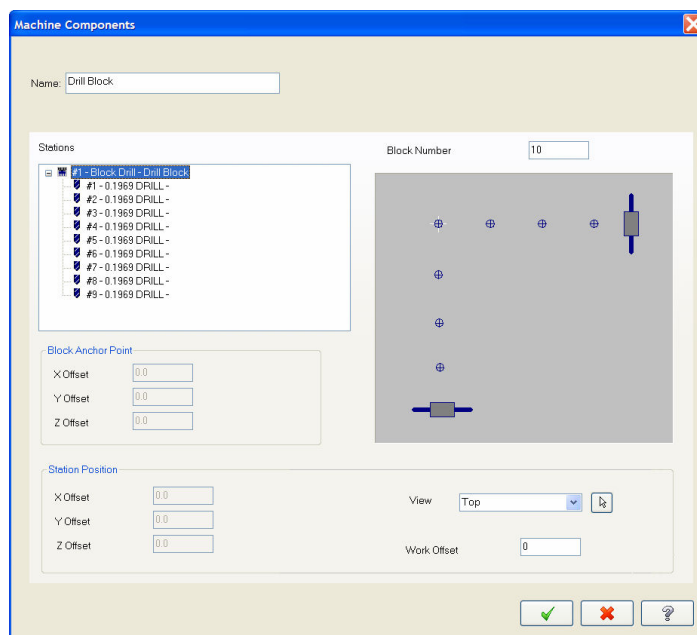 Machine Components
Name: Drill Block
Stations
Block Number 10
#1 - Block Drill - Drill Block
#1 - 0.1969 DRILL -
#2 - 0.1969 DRILL -
#3 - 0.1969 DRILL -
#4 - 0.1969 DRILL -
#5 - 0.1969 DRILL -
#6 - 0.1969 DRILL -
#7 - 0.1969 DRILL -
#8 - 0.1969 DRILL -
#9 - 0.1969 DRILL -
Block Anchor Point
X Offset 0.0
Y Offset 0.0
Z Offset 0.0
Station Position
X Offset 0.0
Y Offset 0.0
Z Offset 0.0
View Top
Work Offset 0